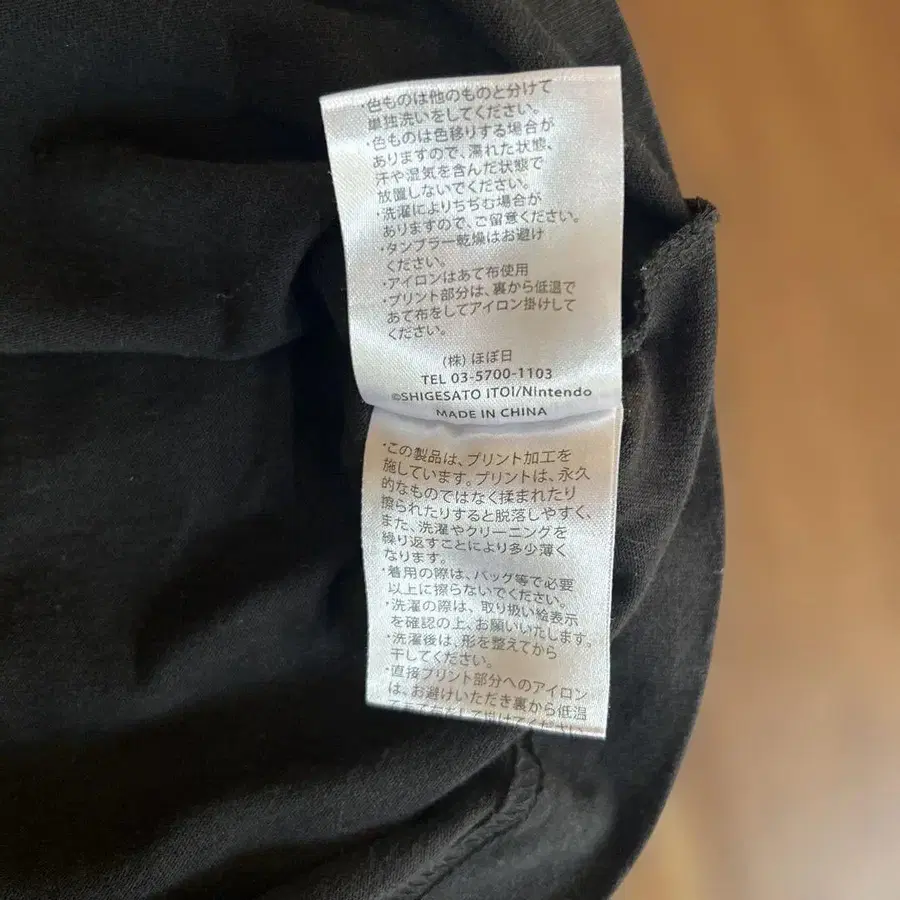 ・色ものは他のものと分けて
単独洗いをしてください。
・色ものは色移りする場合が
ありますので、濡れた状態、
汗や湿気を含んだ状態で
放置しないでください。
・洗濯によりちぢむ場合が
ありますので、ご留意ください。
・タンブラー乾燥はお避け
ください。
・アイロンはあて布使用
・プリント部分は、裏から低温で
あて布をしてアイロン掛けして
ください。
(株) ほぼ日
TEL 03-5700-1103
©SHIGESATO ITOI/Nintendo
MADE IN CHINA
・この製品は、プリント加工を
施しています。プリントは、永久
的なものではなく揉まれたり
擦られたりすると脱落しやすく、
また、洗濯やクリーニングを
繰り返すことにより多少薄く
なります。
・着用の際は、バッグ等で必要
以上に擦らないでください。
・洗濯の際は、取り扱い絵表示
を確認の上、お願いいたします。
・洗濯後は、形を整えてから
干してください。
・直接プリント部分へのアイロン
は、お避けいただき裏から低温